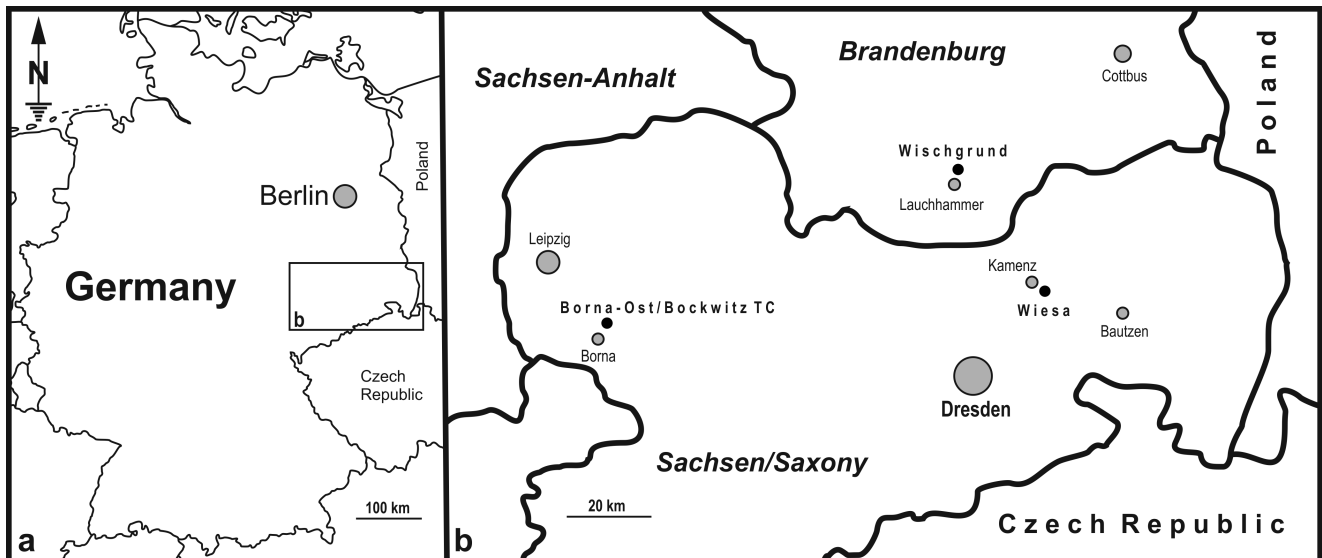 N
Berlin
Poland
Germany
b
Czech
Republic
100 km
a
Sachsen-Anhalt
Brandenburg
Cottbus
Poland
Wischgrund
Lauchhammer
Leipzig
Kamenz
Wiesa
Borna-Ost/Bockwitz TC
Borna
Bautzen
Dresden
Sachsen/Saxony
20 km
Czech Republic
b